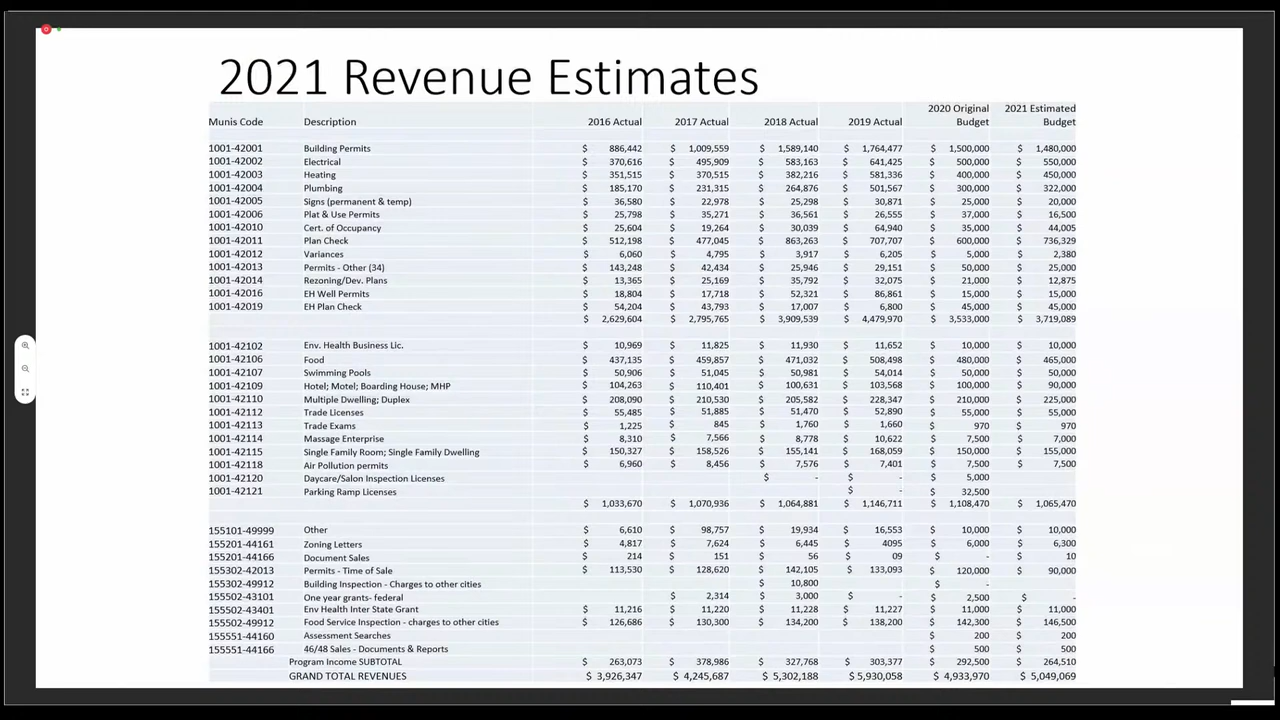 2021 Revenue Estimates
2020 Original 2021 Estimated
Munis Code Description 2016 Actual 2017 Actual 2018 Actual 2019 Actual Budget Budget
1001-42001 Building Permits $ 886,442 $ 1,009,559 $ 1,589,140 $ 1,764,477 $ 1,500,000 $ 1,480,000
1001-42002 Electrical $ 370,616 $ 495,909 $ 583,163 $ 641,425 $ 500,000 $ 550,000
1001-42003 Heating $ 351,515 $ 370,515 $ 382,216 $ 581,336 $ 400,000 $ 450,000
1001-42004 Plumbing $ 185,170 $ 231,315 $ 264,876 $ 501,567 $ 300,000 $ 322,000
1001-42005 Signs (permanent & temp) $ 36,580 $ 22,978 $ 25,298 $ 30,871 $ 25,000 $ 20,000
1001-42006 Plat & Use Permits $ 25,798 $ 35,271 $ 36,561 $ 26,555 $ 37,000 $ 16,500
1001-42010 Cert. of Occupancy $ 25,604 $ 19,264 $ 30,039 $ 64,940 $ 35,000 $ 44,005
1001-42011 Plan Check $ 512,198 $ 477,045 $ 863,263 $ 707,707 $ 600,000 $ 736,329
1001-42012 Variances $ 6,060 $ 4,795 $ 3,917 $ 6,205 $ 5,000 $ 2,380
1001-42013 Permits - Other (34) $ 143,248 $ 42,434 $ 25,946 $ 29,151 $ 50,000 $ 25,000
1001-42014 Rezoning/Dev. Plans $ 13,365 $ 25,169 $ 35,792 $ 32,075 $ 21,000 $ 12,875
1001-42016 EH Well Permits $ 18,804 $ 17,718 $ 52,321 $ 86,861 $ 15,000 $ 15,000
1001-42019 EH Plan Check $ 54,204 $ 43,793 $ 17,007 $ 6,800 $ 45,000 $ 45,000
$ 2,629,604 $ 2,795,765 $ 3,909,539 $ 4,479,970 $ 3,533,000 $ 3,719,089
1001-42102 Env. Health Business Lic. $ 10,969 $ 11,825 $ 11,930 $ 11,652 $ 10,000 $ 10,000
1001-42106 Food $ 437,135 $ 459,857 $ 471,032 $ 508,498 $ 480,000 $ 465,000
1001-42107 Swimming Pools $ 50,906 $ 51,045 $ 50,981 $ 54,014 $ 50,000 $ 50,000
1001-42109 Hotel; Motel; Boarding House; MHP $ 104,263 $ 110,401 $ 100,631 $ 103,568 $ 100,000 $ 90,000
1001-42110 Multiple Dwelling; Duplex $ 208,090 $ 210,530 $ 205,582 $ 228,347 $ 210,000 $ 225,000
1001-42112 Trade Licenses $ 55,485 $ 51,885 $ 51,470 $ 52,890 $ 55,000 $ 55,000
1001-42113 Trade Exams $ 1,225 $ 845 $ 1,760 $ 1,660 $ 970 $ 970
1001-42114 Massage Enterprise $ 8,310 $ 7,566 $ 8,778 $ 10,622 $ 7,500 $ 7,000
1001-42115 Single Family Room; Single Family Dwelling $ 150,327 $ 158,526 $ 155,141 $ 168,059 $ 150,000 $ 155,000
1001-42118 Air Pollution permits $ 6,960 $ 8,456 $ 7,576 $ 7,401 $ 7,500 $ 7,500
1001-42120 Daycare/Salon Inspection Licenses $ - $ - $ 5,000
1001-42121 Parking Ramp Licenses $ - $ 32,500
$ 1,033,670 $ 1,070,936 $ 1,064,881 $ 1,146,711 $ 1,108,470 $ 1,065,470
155101-49999 Other $ 6,610 $ 98,757 $ 19,934 $ 16,553 $ 10,000 $ 10,000
155201-44161 Zoning Letters $ 4,817 $ 7,624 $ 6,445 $ 4095 $ 6,000 $ 6,300
155201-44166 Document Sales $ 214 $ 151 $ 56 $ 09 $ - $ 10
155302-42013 Permits - Time of Sale $ 113,530 $ 128,620 $ 142,105 $ 133,093 $ 120,000 $ 90,000
155302-49912 Building Inspection - Charges to other cities $ 10,800 $ -
155502-43101 One year grants- federal $ 2,314 $ 3,000 $ - $ 2,500 $ -
155502-43401 Env Health Inter State Grant $ 11,216 $ 11,220 $ 11,228 $ 11,227 $ 11,000 $ 11,000
155502-49912 Food Service Inspection - charges to other cities $ 126,686 $ 130,300 $ 134,200 $ 138,200 $ 142,300 $ 146,500
155551-44160 Assessment Searches $ 200 $ 200
155551-44166 46/48 Sales - Documents & Reports $ 500 $ 500
Program Income SUBTOTAL $ 263,073 $ 378,986 $ 327,768 $ 303,377 $ 292,500 $ 264,510
GRAND TOTAL REVENUES $ 3,926,347 $ 4,245,687 $ 5,302,188 $ 5,930,058 $ 4,933,970 $ 5,049,069